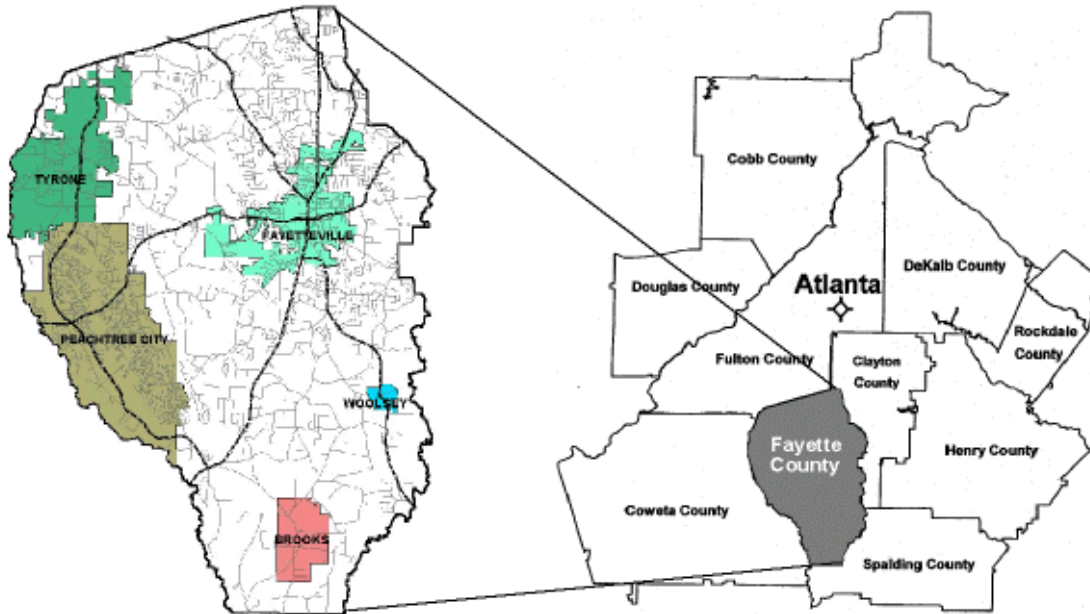 TYRONE
FAYETTEVILLE
PEACHTREE CITY
WOOLSEY
BROOKS
Cobb County
Douglas County
Atlanta
DeKalb County
Rockdale
County
Fulton County
Clayton
County
Fayette
County
Henry County
Coweta County
Spalding County